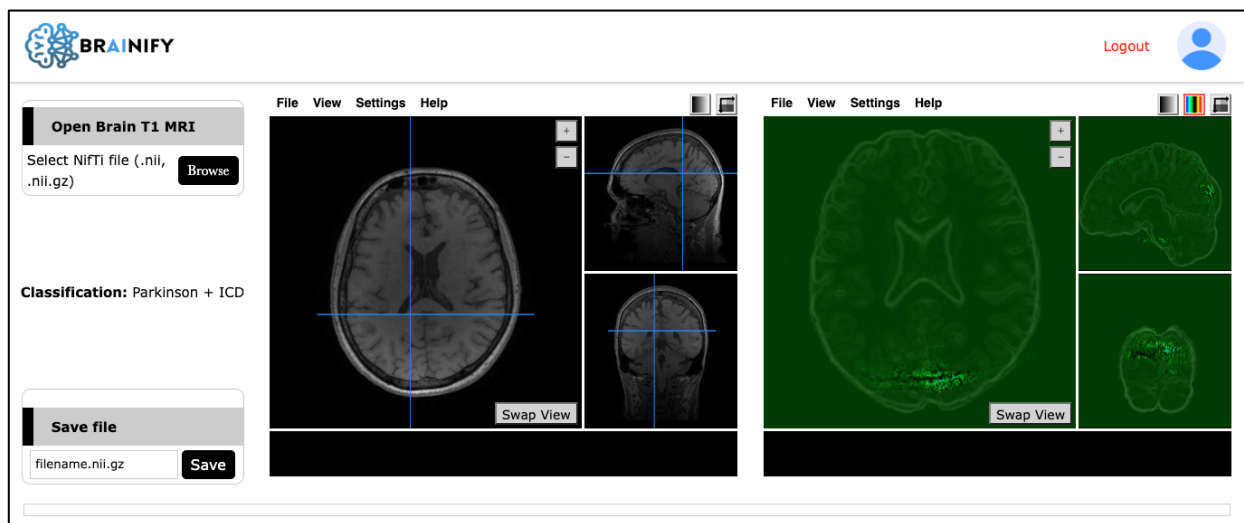 BRAINIFY
Logout
File View Settings Help
File View Settings Help
Open Brain T1 MRI
Select NifTi file (.nii,
.nii.gz)
Browse
+
-
+
-
Classification: Parkinson + ICD
Swap View
Swap View
Save file
filename.nii.gz
Save